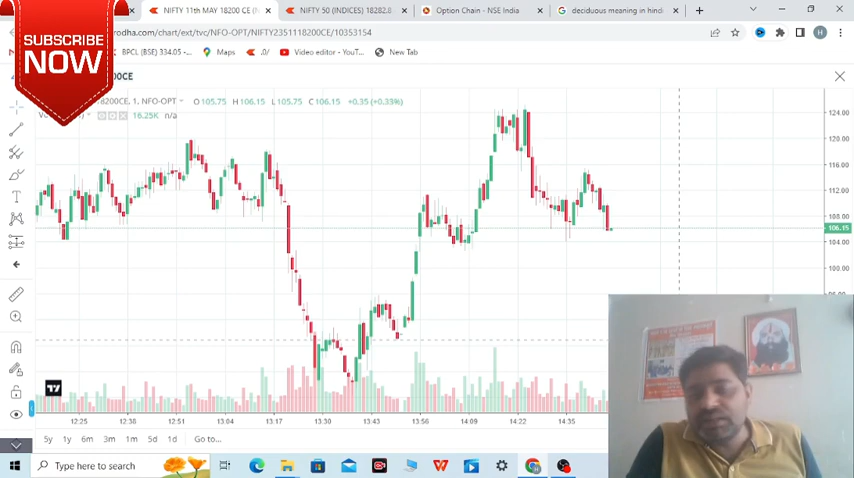 SUBSCRIBE
NOW
NIFTY 11th MAY 18200 CE (N
NIFTY 50 (INDICES) 18282.8
Option Chain - NSE India
deciduous meaning in hindi
rodha.com/chart/ext/tvc/NFO-OPT/NIFTY2351118200CE/10353154
H
BPCL (BSE) 334.05 -...
Maps
./
Video editor - YouT...
New Tab
00CE
18200CE, 1, NFO-OPT
O 105.75 H 106.15 L 105.75 C 106.15 +0.35 (+0.33%)
16.25K n/a
124.00
120.00
116.00
112.00
108.00
106.15
104.00
100.00
12:25 12:38 12:51 13:04 13:17 13:30 13:43 13:56 14:09 14:22 14:35
5y 1y 6m 3m 1m 5d 1d Go to...
Type here to search